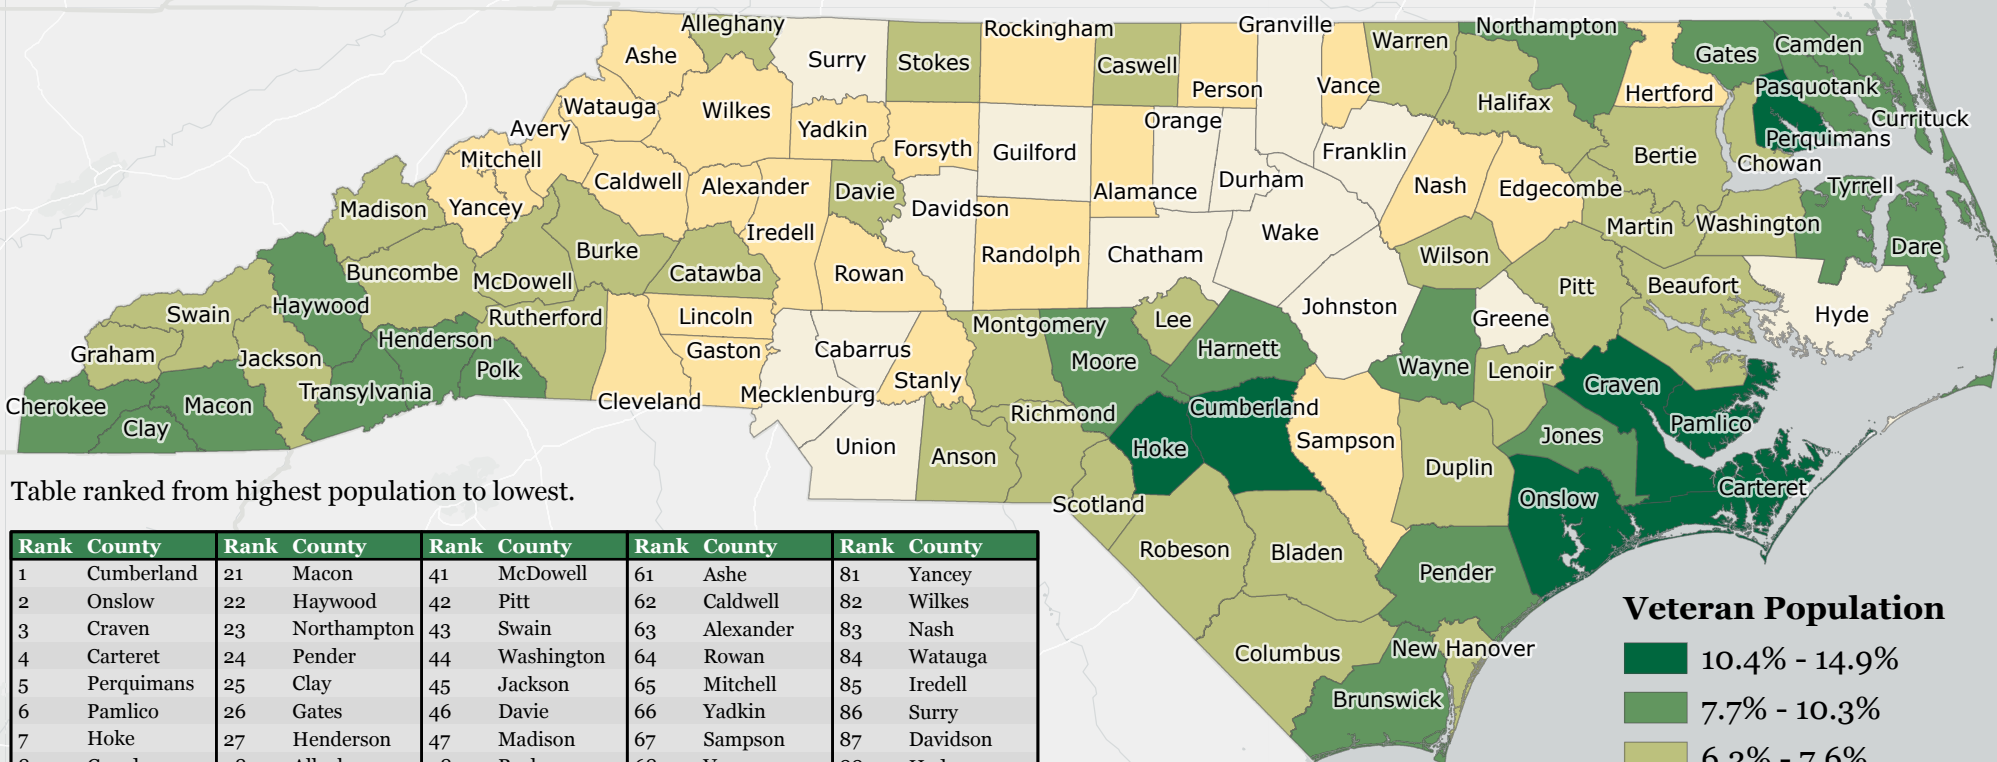 Alleghany
Ashe
Surry
Stokes
Rockingham
Caswell
Person
Granville
Vance
Warren
Northampton
Gates
Camden
Pasquotank
Currituck
Perquimans
Chowan
Hertford
Halifax
Bertie
Watauga
Wilkes
Yadkin
Forsyth
Guilford
Orange
Alamance
Durham
Franklin
Nash
Edgecombe
Martin
Washington
Tyrrell
Dare
Avery
Mitchell
Yancey
Caldwell
Alexander
Davie
Davidson
Iredell
Randolph
Chatham
Wake
Wilson
Pitt
Beaufort
Hyde
Madison
Buncombe
McDowell
Burke
Catawba
Rowan
Johnston
Greene
Haywood
Swain
Graham
Jackson
Henderson
Rutherford
Lincoln
Gaston
Cabarrus
Stanly
Montgomery
Moore
Lee
Harnett
Wayne
Lenoir
Craven
Pamlico
Cherokee
Clay
Macon
Transylvania
Polk
Cleveland
Mecklenburg
Union
Anson
Richmond
Scotland
Hoke
Cumberland
Sampson
Duplin
Jones
Onslow
Carteret
Robeson
Bladen
Pender
Columbus
New Hanover
Brunswick
Table ranked from highest population to lowest.
Rank County Rank County Rank County Rank County Rank County
1 Cumberland 21 Macon 41 McDowell 61 Ashe 81 Yancey
2 Onslow 22 Haywood 42 Pitt 62 Caldwell 82 Wilkes
3 Craven 23 Northampton 43 Swain 63 Alexander 83 Nash
4 Carteret 24 Pender 44 Washington 64 Rowan 84 Watauga
5 Perquimans 25 Clay 45 Jackson 65 Mitchell 85 Iredell
6 Pamlico 26 Gates 46 Davie 66 Yadkin 86 Surry
7 Hoke 27 Henderson 47 Madison 67 Sampson 87 Davidson
Veteran Population
10.4% - 14.9%
7.7% - 10.3%